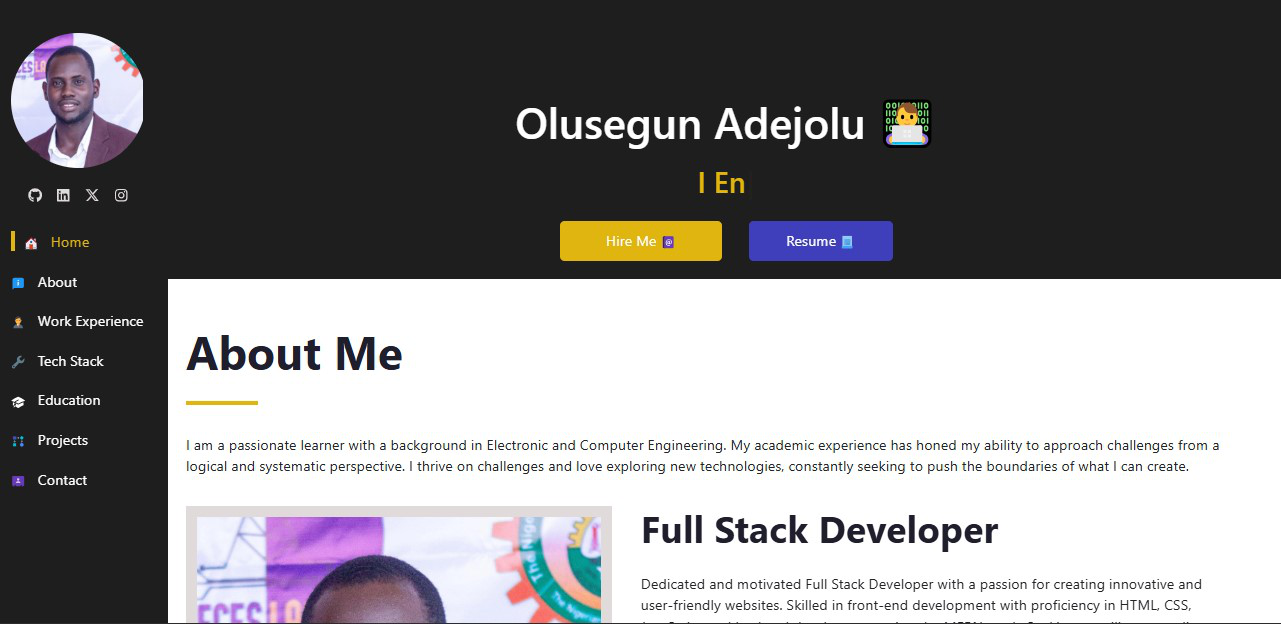 Olusegun Adejolu
I En
Hire Me
Resume
Home
About
Work Experience
Tech Stack
Education
Projects
Contact
About Me
I am a passionate learner with a background in Electronic and Computer Engineering. My academic experience has honed my ability to approach challenges from a
logical and systematic perspective. I thrive on challenges and love exploring new technologies, constantly seeking to push the boundaries of what I can create.
Full Stack Developer
Dedicated and motivated Full Stack Developer with a passion for creating innovative and
user-friendly websites. Skilled in front-end development with proficiency in HTML, CSS,